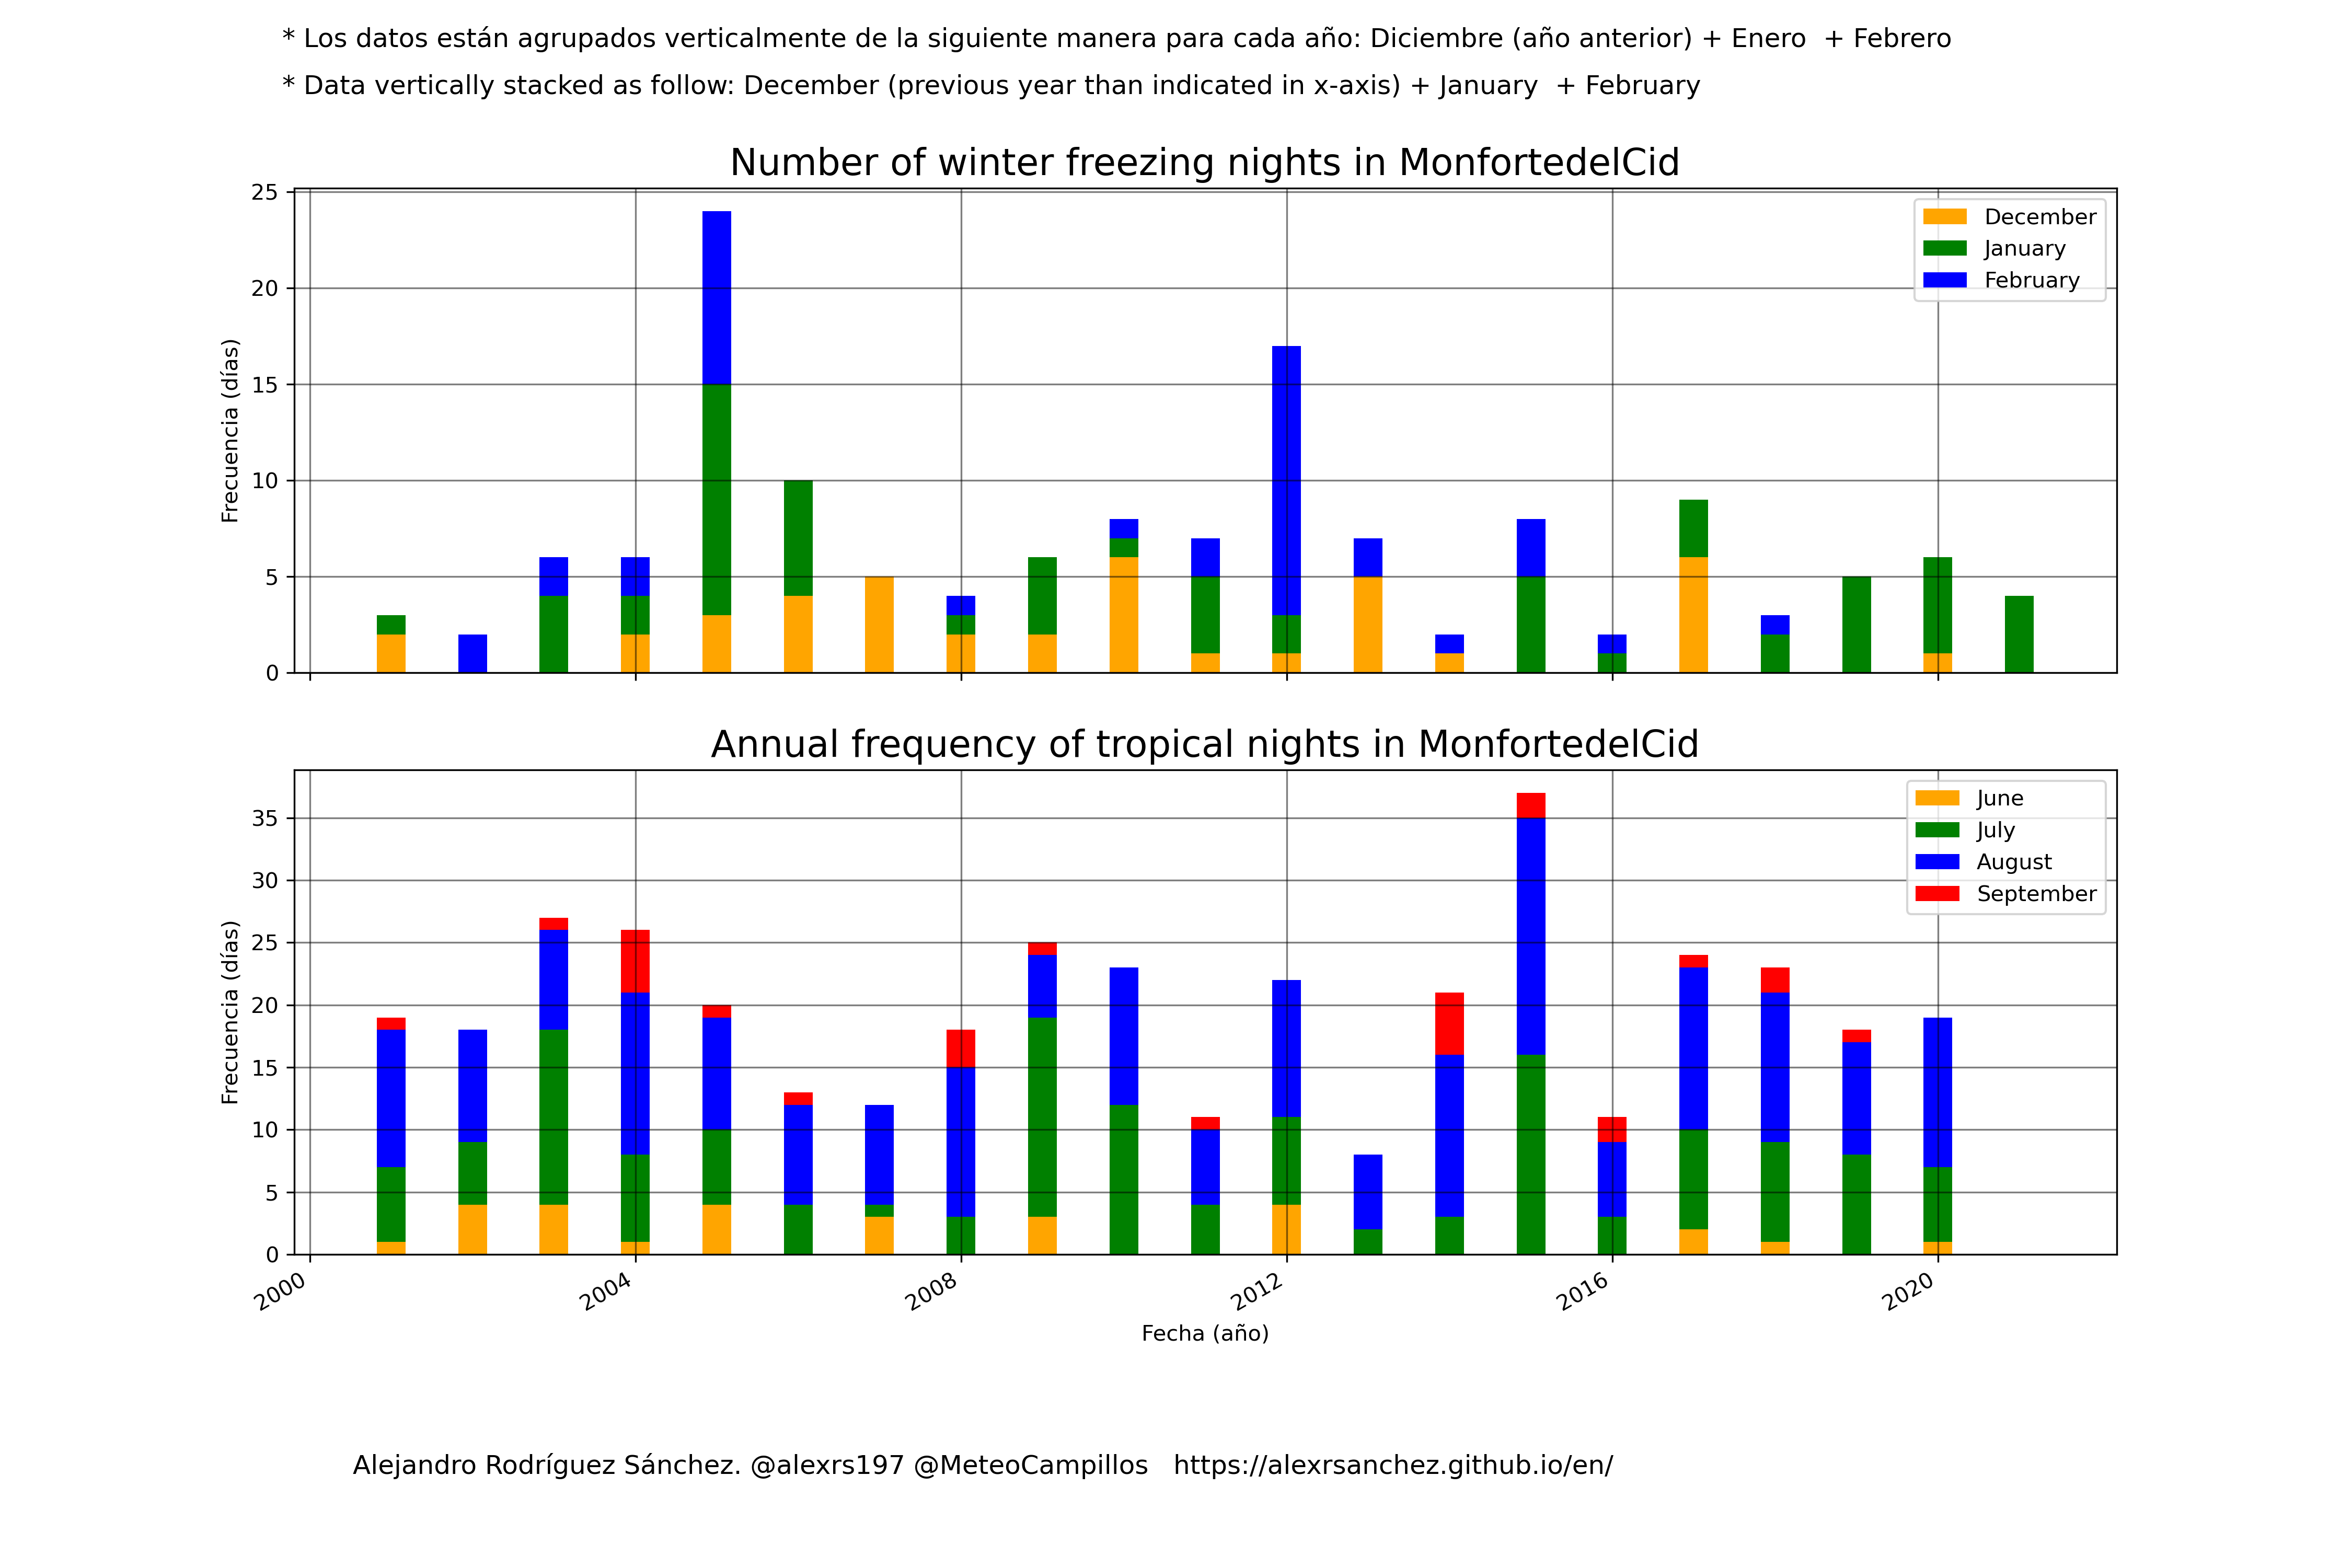 * Los datos están agrupados verticalmente de la siguiente manera para cada año: Diciembre (año anterior) + Enero  + Febrero
* Data vertically stacked as follow: December (previous year than indicated in x-axis) + January  + February
Number of winter freezing nights in MonfortedelCid
Frecuencia (días)
25
20
15
10
5
0
December
January
February
Annual frequency of tropical nights in MonfortedelCid
Frecuencia (días)
35
30
25
20
15
10
5
0
June
July
August
September
2000
2004
2008
2012
2016
2020
Fecha (año)
Alejandro Rodríguez Sánchez. @alexrs197 @MeteoCampillos   https://alexrsanchez.github.io/en/